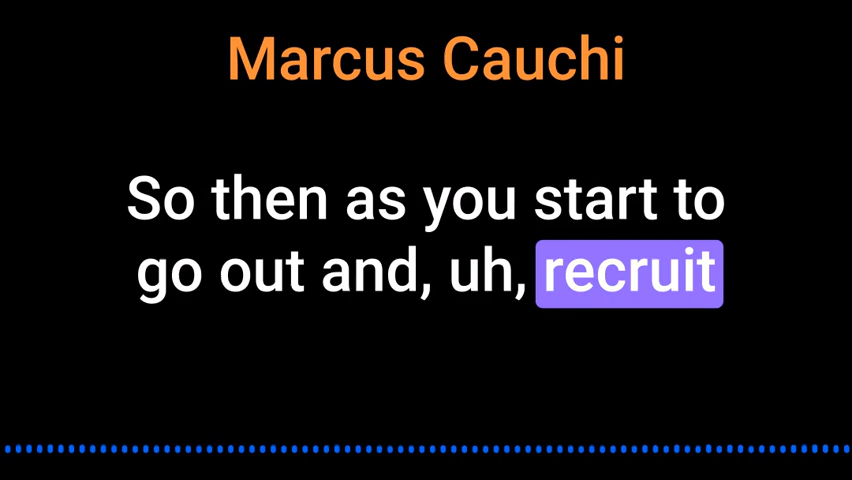 Marcus Cauchi
So then as you start to
go out and, uh, recruit